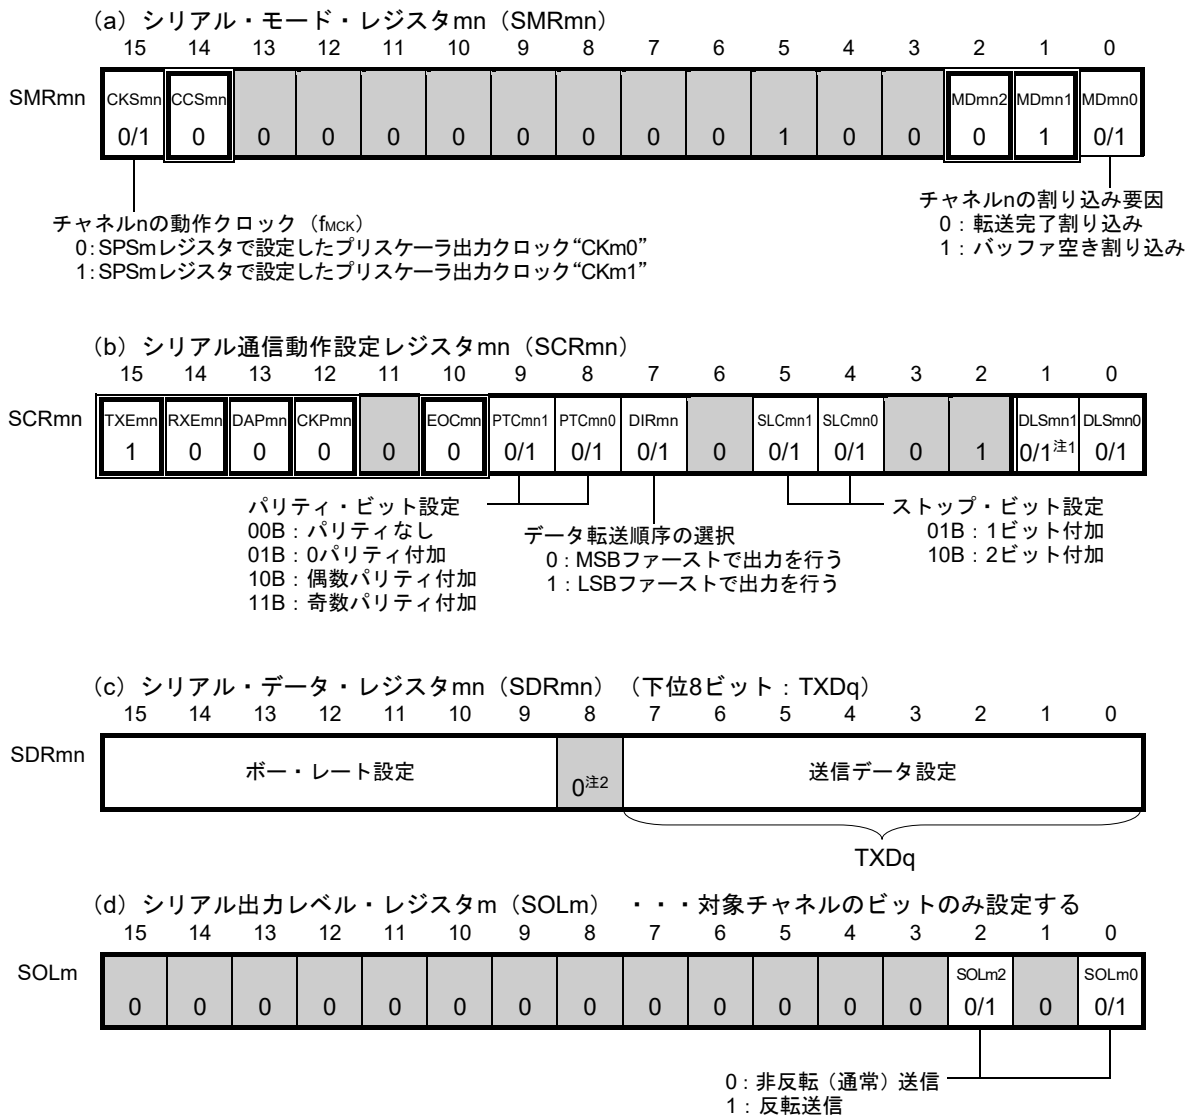 (a) シリアル・モード・レジスタmn（SMRmn）
15 14 13 12 11 10 9 8 7 6 5 4 3 2 1 0
SMRmn CKSmn CCSmn MDmn2 MDmn1 MDmn0
0/1 0 0 0 0 0 0 0 0 0 1 0 0 0 1 0/1
チャネルnの動作クロック（fMCK）
0：SPSmレジスタで設定したプリスケーラ出力クロック“CKm0”
1：SPSmレジスタで設定したプリスケーラ出力クロック“CKm1”
チャネルnの割り込み要因
0：転送完了割り込み
1：バッファ空き割り込み
(b) シリアル通信動作設定レジスタmn（SCRmn）
15 14 13 12 11 10 9 8 7 6 5 4 3 2 1 0
SCRmn TXEmn RXEmn DAPmn CKPmn EOCmn PTCmn1 PTCmn0 DIRmn SLCmn1 SLCmn0 DLSmn1 DLSmn0
1 0 0 0 0 0 0/1 0/1 0/1 0 0/1 0/1 0 1 0/1注1 0/1
パリティ・ビット設定
00B：パリティなし
01B：0パリティ付加
10B：偶数パリティ付加
11B：奇数パリティ付加
データ転送順序の選択
0：MSBファーストで出力を行う
1：LSBファーストで出力を行う
ストップ・ビット設定
01B：1ビット付加
10B：2ビット付加
(c) シリアル・データ・レジスタmn（SDRmn）（下位8ビット：TXDq）
15 14 13 12 11 10 9 8 7 6 5 4 3 2 1 0
SDRmn ボー・レート設定 0注2 送信データ設定
TXDq
(d) シリアル出力レベル・レジスタm（SOLm） ・・・対象チャネルのビットのみ設定する
15 14 13 12 11 10 9 8 7 6 5 4 3 2 1 0
SOLm SOLm2 SOLm0
0 0 0 0 0 0 0 0 0 0 0 0 0 0/1 0 0/1
0：非反転（通常）送信
1：反転送信